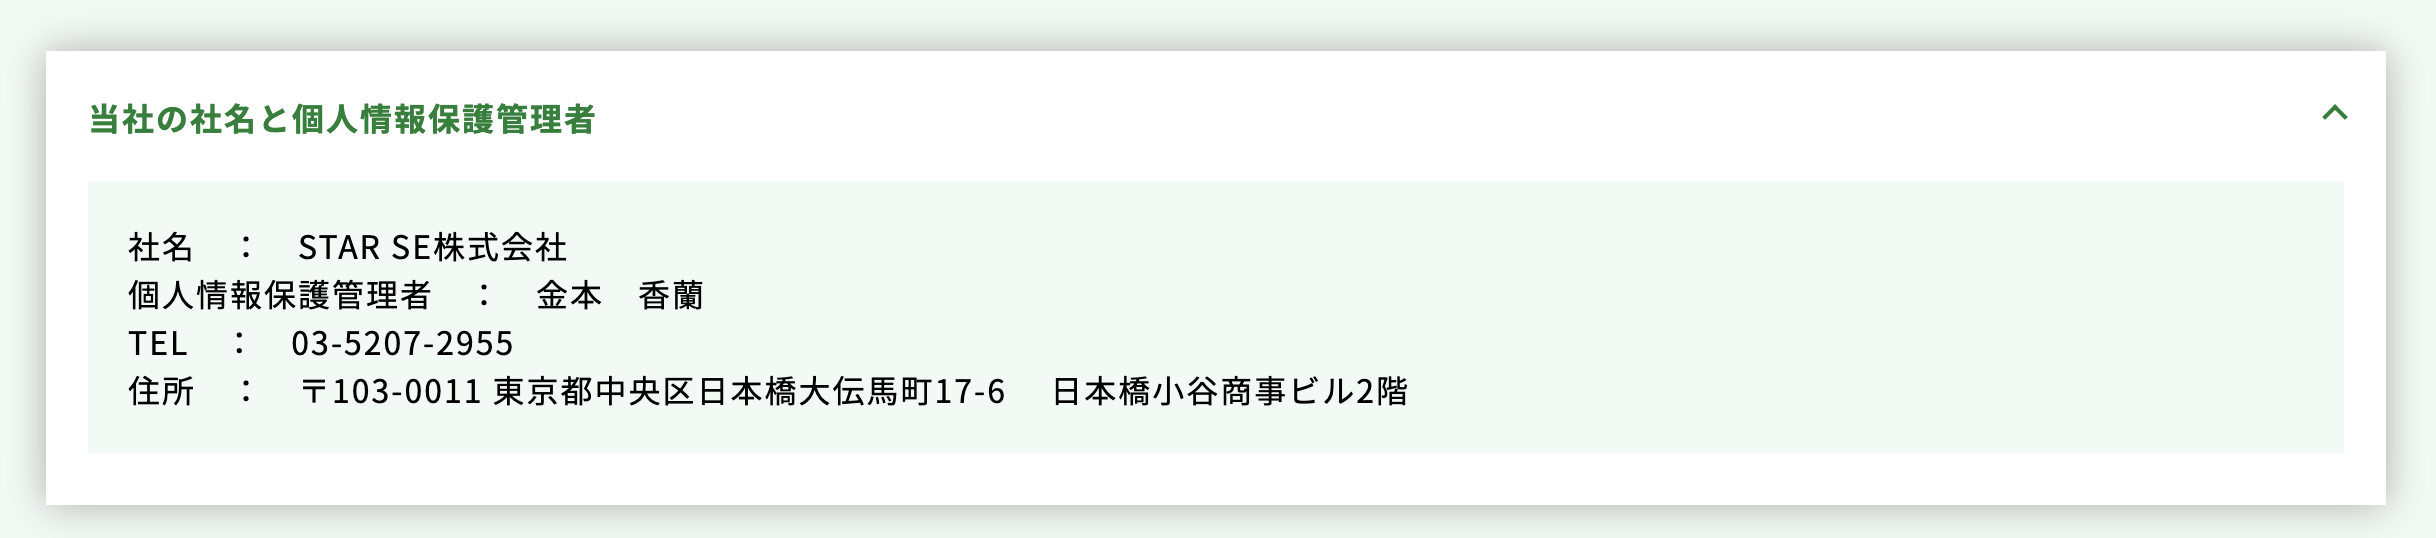 当社の社名と個人情報保護管理者
社名　：　STAR SE株式会社
個人情報保護管理者　：　金本　香蘭
TEL　：　03-5207-2955
住所　：　〒103-0011 東京都中央区日本橋大伝馬町17-6　日本橋小谷商事ビル2階